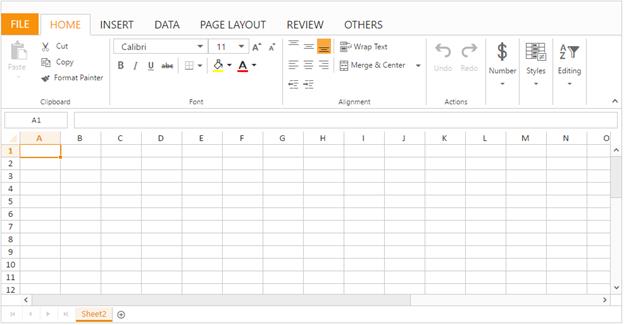 FILE HOME INSERT DATA PAGE LAYOUT REVIEW OTHERS
Paste
Cut
Copy
Format Painter
Clipboard
Calibri 11 A A
B I U abc A
Font
Wrap Text
Merge & Center
Alignment
Undo Redo
Actions
$ Number
Styles
A Z Editing
A1
A B C D E F G H I J K L M N O
1
2
3
4
5
6
7
8
9
10
11
12
Sheet2